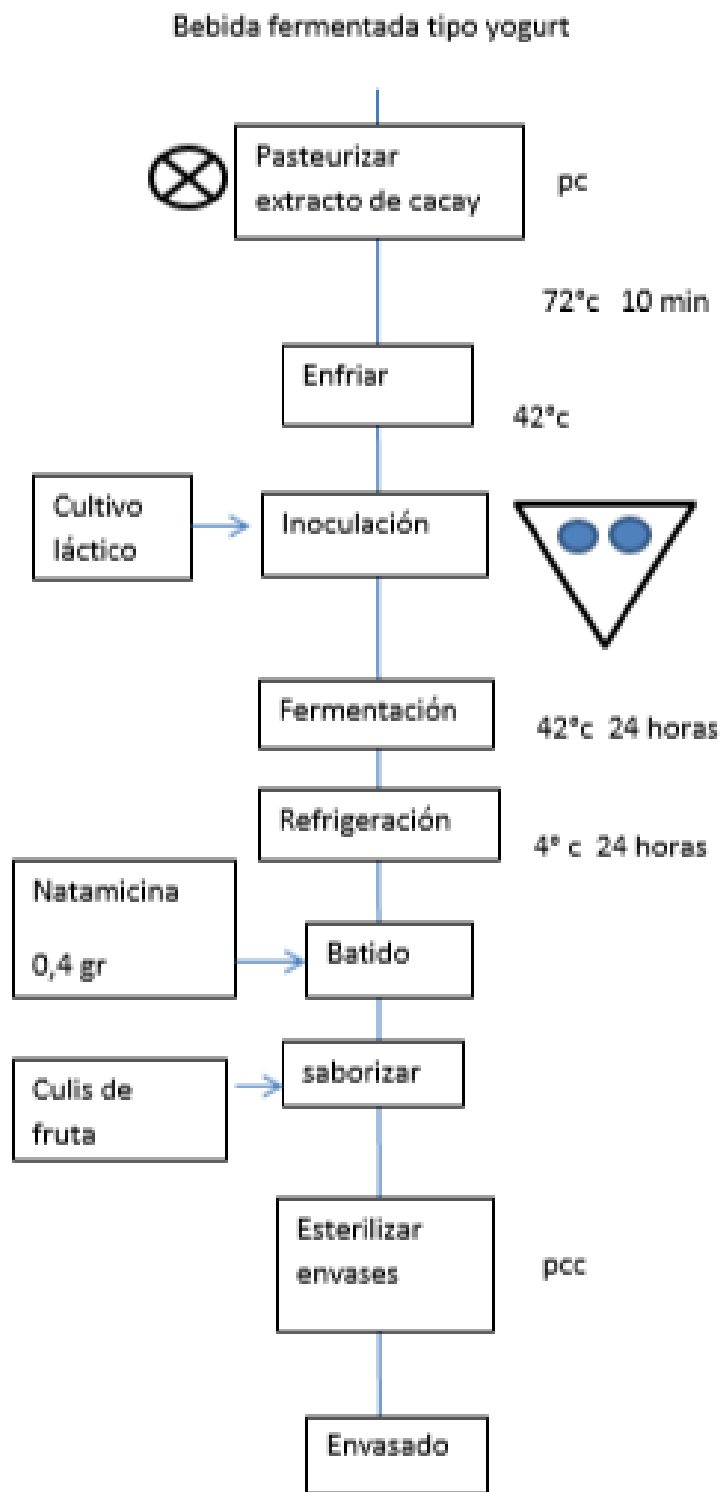 Bebida fermentada tipo yogurt
Pasteurizar
extracto de cacay
pc
72°c 10 min
Enfriar
42°c
Cultivo
láctico
Inoculación
Fermentación
42°c 24 horas
Refrigeración
4° c 24 horas
Natamicina
0,4 gr
Batido
Culis de
fruta
saborizar
Esterilizar
envases
pcc
Envasado